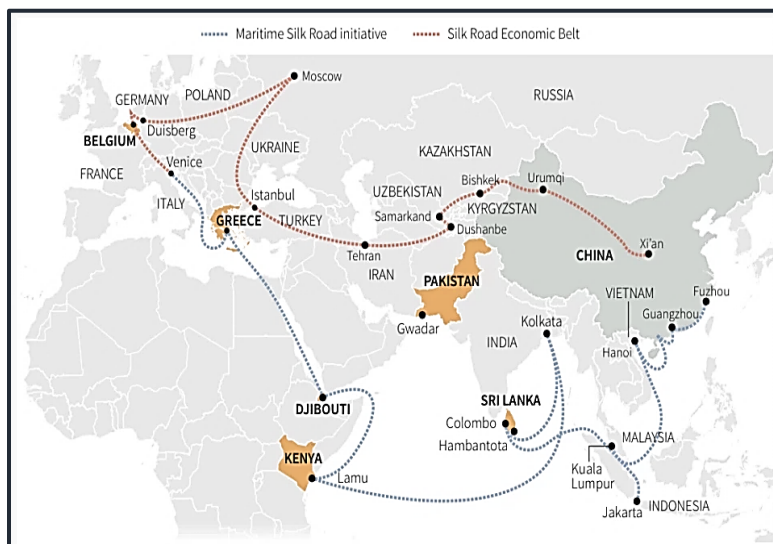 Maritime Silk Road initiative
Silk Road Economic Belt
Moscow
GERMANY
POLAND
RUSSIA
Duisberg
BELGIUM
UKRAINE
KAZAKHSTAN
Venice
FRANCE
Bishkek
Urumqi
ITALY
Istanbul
UZBEKISTAN
GREECE
TURKEY
Samarkand
KYRGYZSTAN
Dushanbe
Xi'an
Tehran
CHINA
IRAN
PAKISTAN
Fuzhou
VIETNAM
Guangzhou
Gwadar
Kolkata
INDIA
Hanoi
DJIBOUTI
SRI LANKA
Colombo
Hambantota
MALAYSIA
KENYA
Lamu
Kuala
Lumpur
Jakarta
INDONESIA